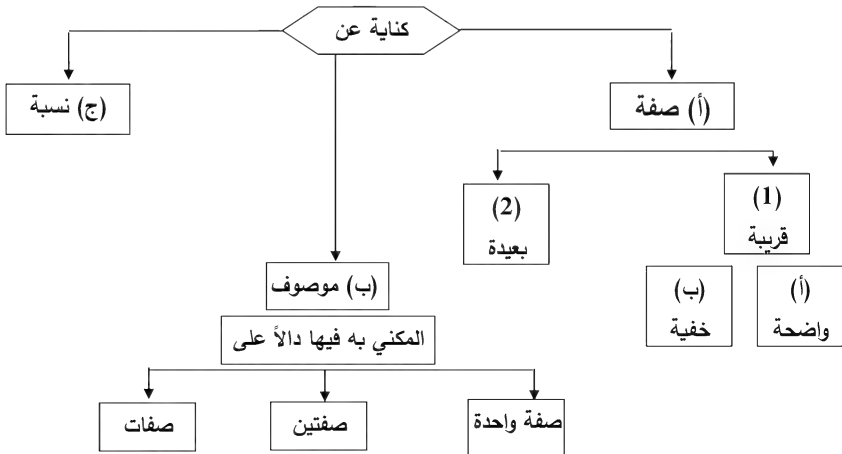 كناية عن
(أ) صفة
(ج) نسبة
(1)
قريبة
(2)
بعيدة
(أ)
واضحة
(ب)
خفية
(ب) موصوف
المكني به فيها دالاً على
صفة واحدة
صفتين
صفات